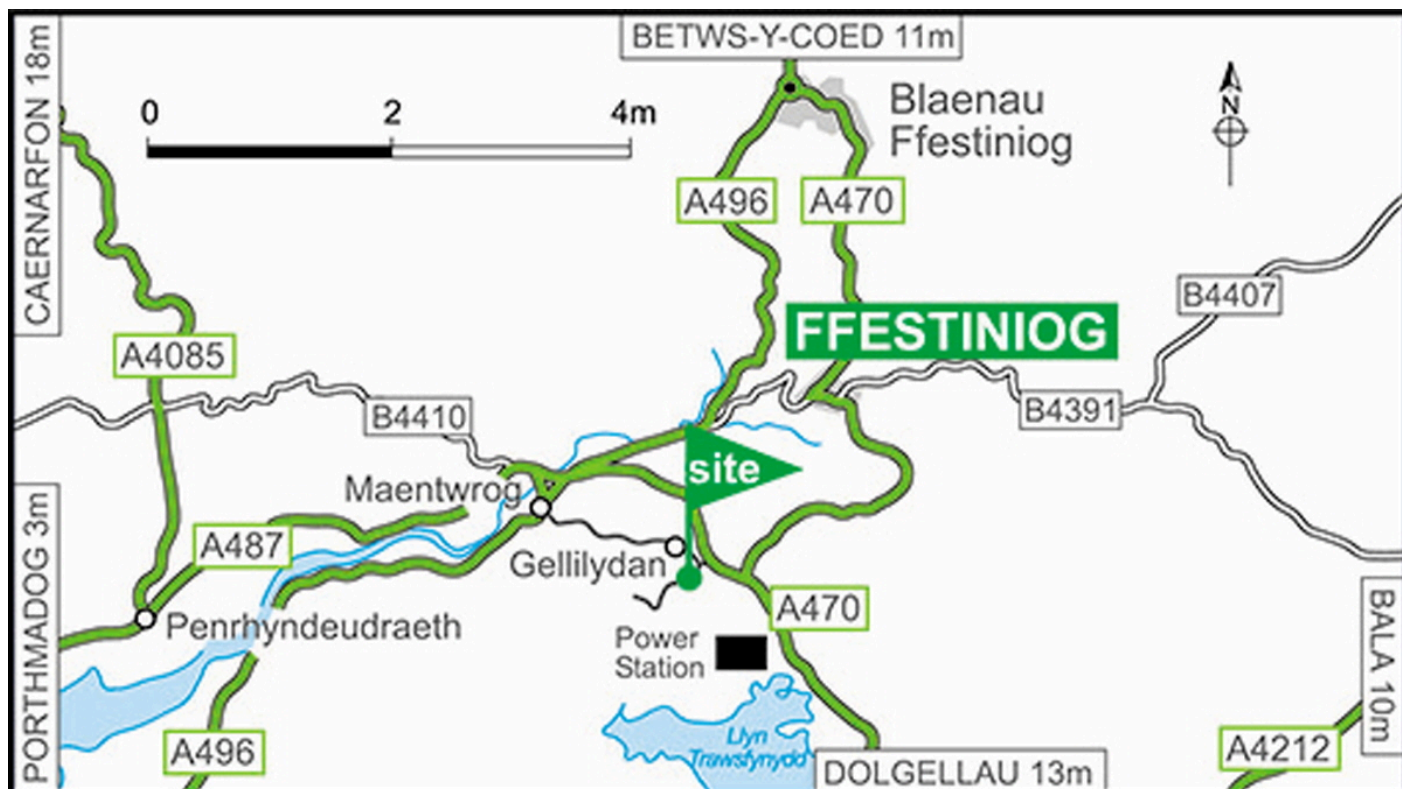 BETWS-Y-COED 11m
CAERNARFON 18m
0 2 4m
Blaenau
Ffestiniog
N
A496
A470
B4407
FFESTINIOG
A4085
B4410
B4391
site
Maentwrog
A487
Gellilydan
PORTHMADOG 3m
Penrhyndeudraeth
A470
BALA 10m
Power
Station
A496
Llyn
Trawsfynydd
A4212
DOLGELLAU 13m